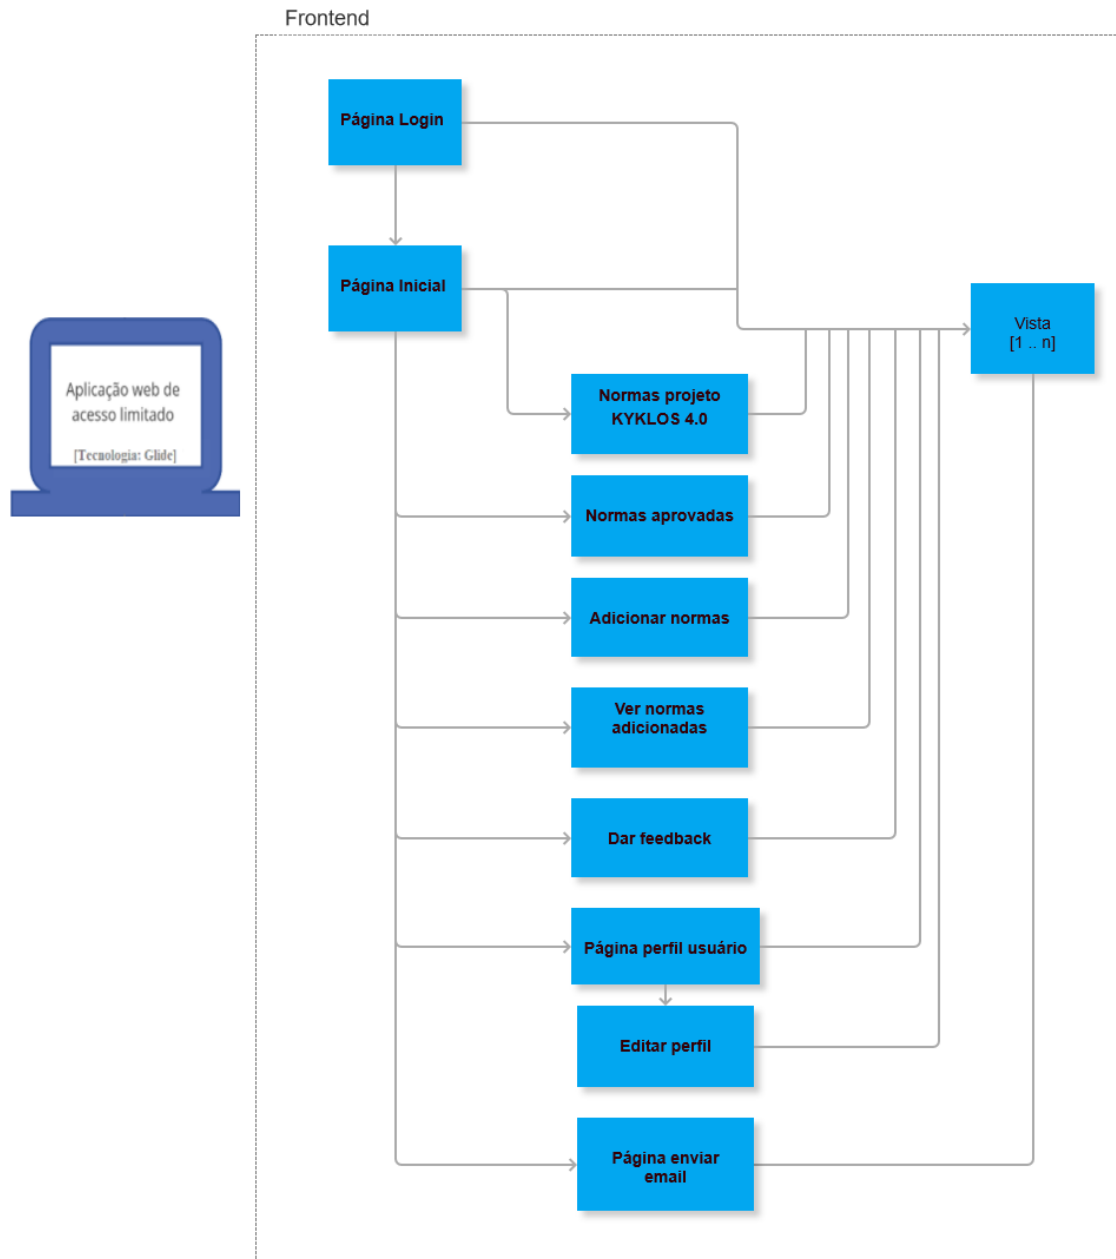 Frontend
Página Login
Página Inicial
Vista
[1 .. n]
Aplicação web de
acesso limitado
[Tecnologia: Glide]
Normas projeto
KYKLOS 4.0
Normas aprovadas
Adicionar normas
Ver normas
adicionadas
Dar feedback
Página perfil usuário
Editar perfil
Página enviar
email